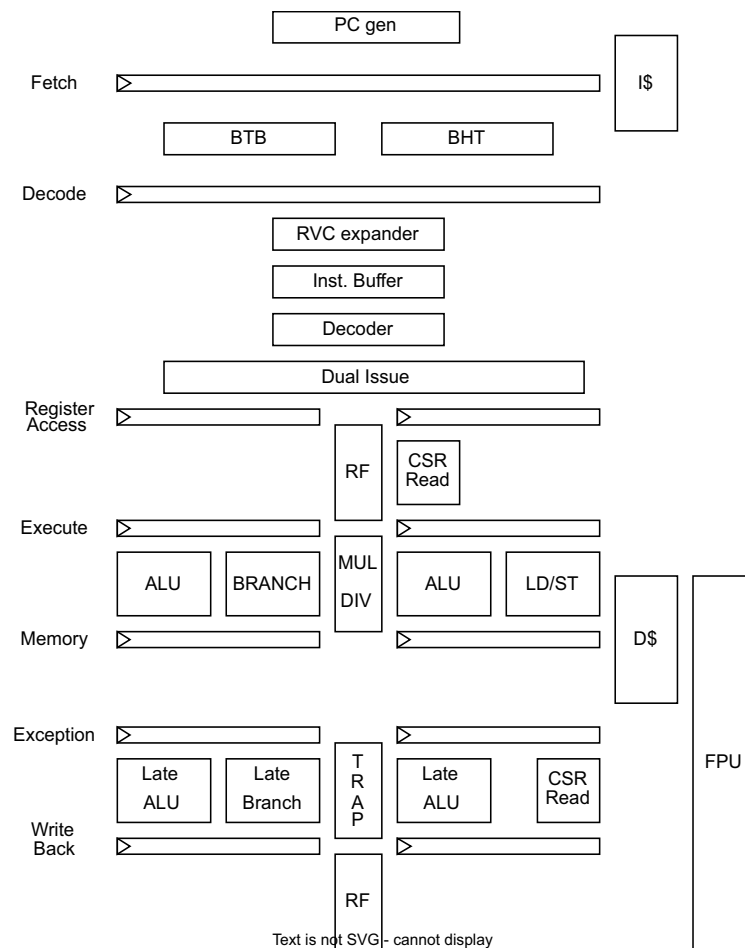 PC gen
Fetch
I$
BTB
BHT
Decode
RVC expander
Inst. Buffer
Decoder
Dual Issue
Register
Access
RF
CSR
Read
Execute
ALU
BRANCH
MUL
DIV
ALU
LD/ST
Memory
D$
Exception
FPU
Late
ALU
Late
Branch
T
R
A
P
Late
ALU
CSR
Read
Write
Back
RF
Text is not SVG - cannot display